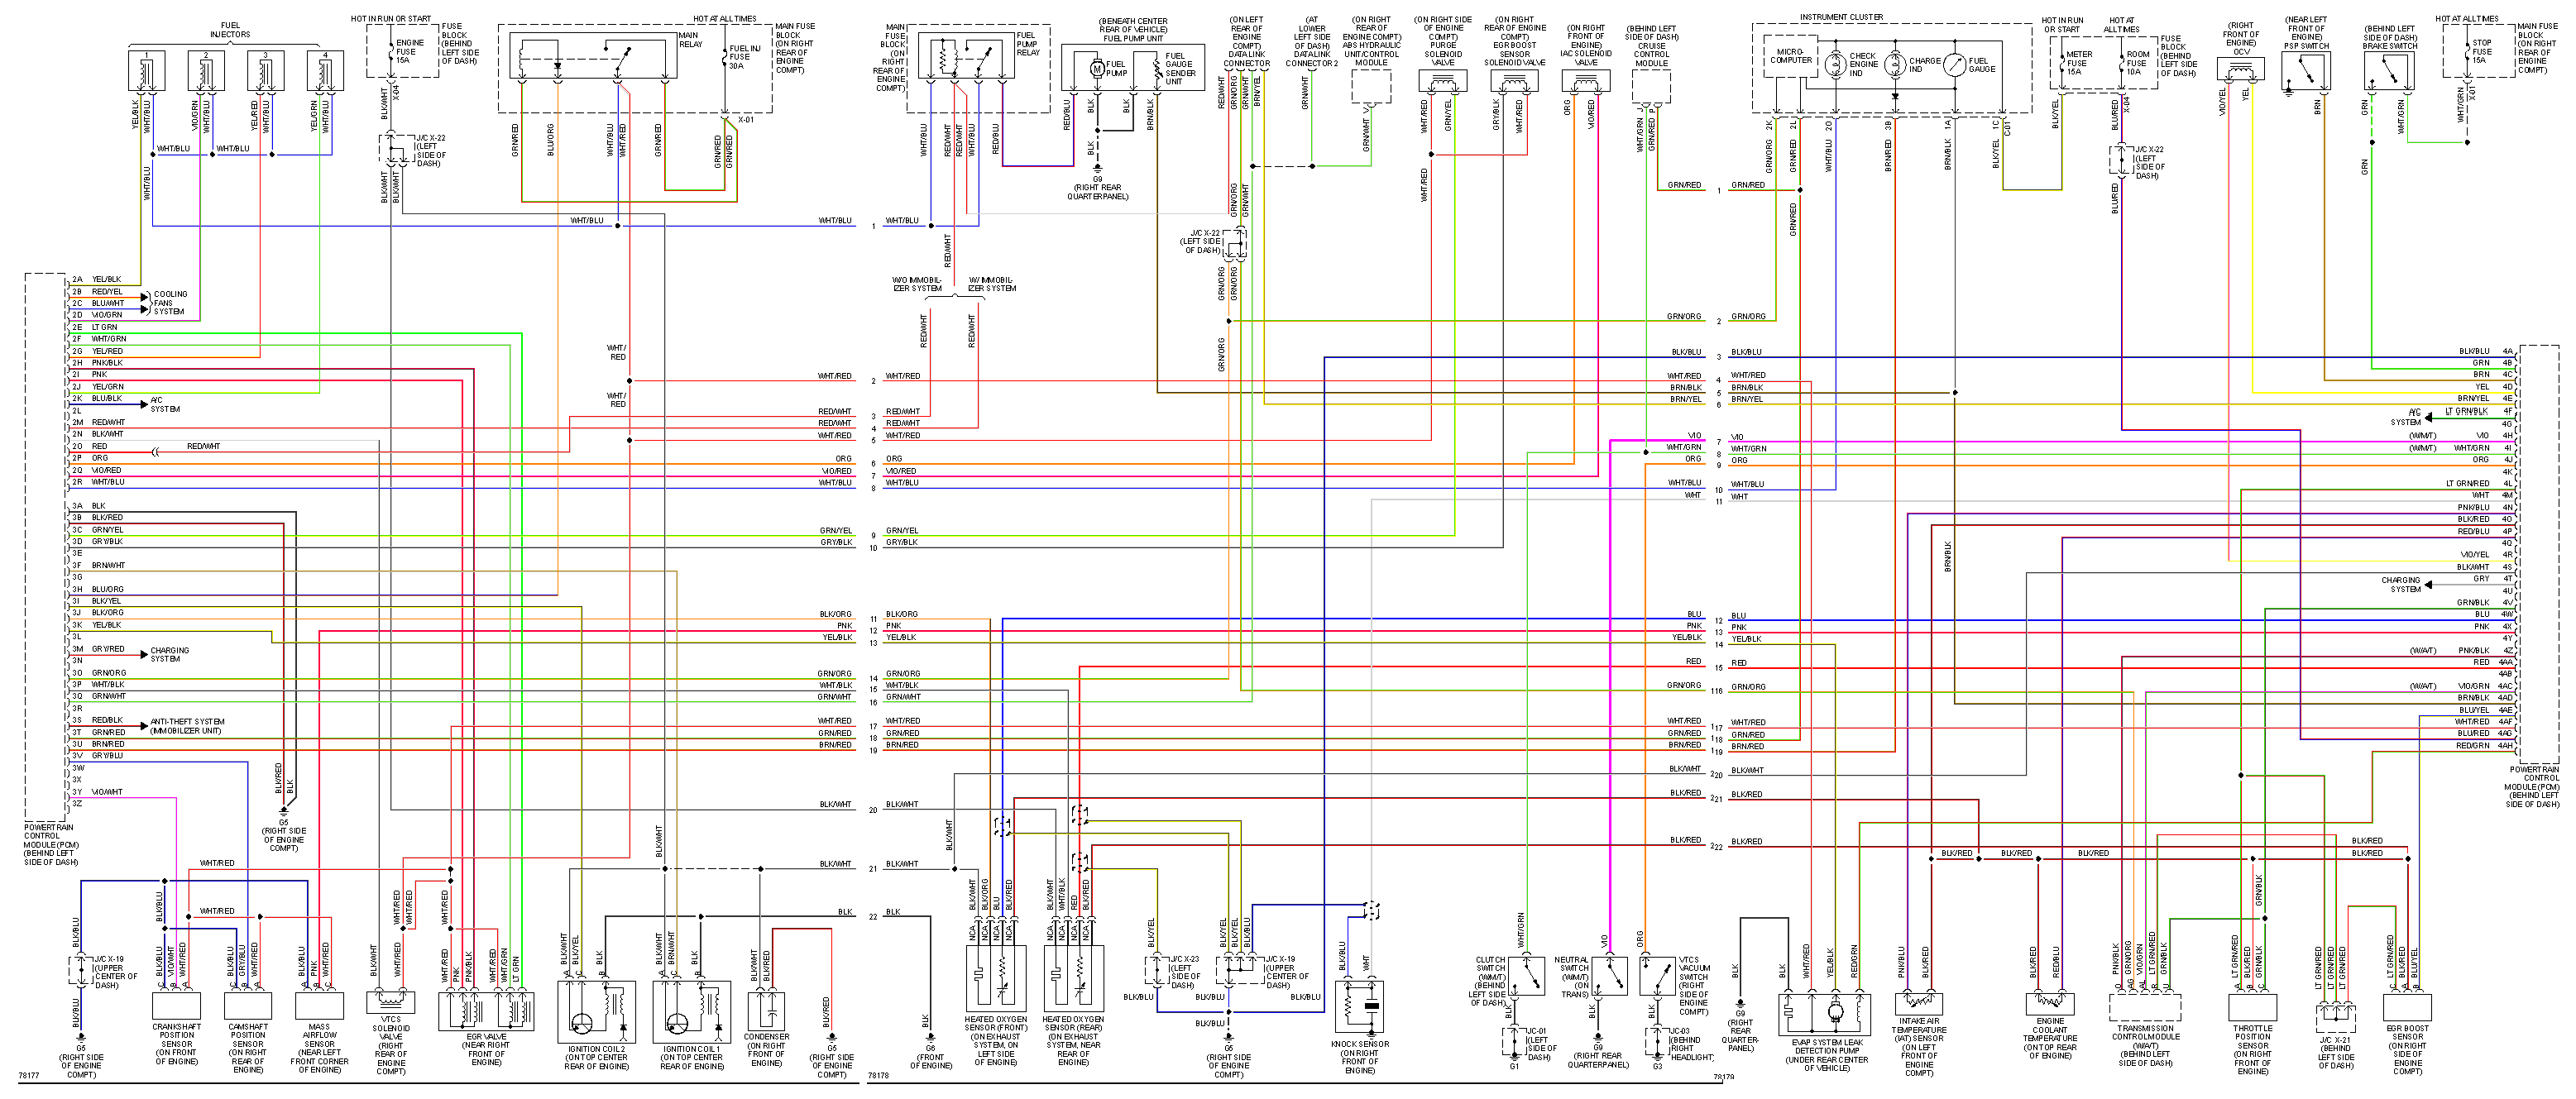 FUEL
INJECTORS
1
2
3
4
HOT IN RUN OR START
ENGINE
FUSE
15A
FUSE
BLOCK
(BEHIND
LEFT SIDE
OF DASH)
X-04
J/C X-22
(LEFT
SIDE OF
DASH)
HOT AT ALL TIMES
MAIN
RELAY
FUEL INJ
FUSE
30A
MAIN FUSE
BLOCK
(ON RIGHT
REAR OF
ENGINE
COMPT)
X-01
MAIN
FUSE
BLOCK
(ON
RIGHT
REAR OF
ENGINE
COMPT)
FUEL
PUMP
RELAY
(BENEATH CENTER
REAR OF VEHICLE)
FUEL PUMP UNIT
M
FUEL
PUMP
FUEL
GAUGE
SENDER
UNIT
G9
(RIGHT REAR
QUARTERPANEL)
(ON LEFT
REAR OF
ENGINE
COMPT)
DATA LINK
CONNECTOR
(AT
LOWER
LEFT SIDE
OF DASH)
DATA LINK
CONNECTOR 2
(ON RIGHT
REAR OF
ENGINE COMPT)
ABS HYDRAULIC
UNIT/CONTROL
MODULE
(ON RIGHT SIDE
OF ENGINE
COMPT)
PURGE
SOLENOID
VALVE
(ON RIGHT
REAR OF ENGINE
COMPT)
EGR BOOST
SENSOR
SOLENOID VALVE
(ON RIGHT
FRONT OF
ENGINE)
IAC SOLENOID
VALVE
(BEHIND LEFT
SIDE OF DASH)
CRUISE
CONTROL
MODULE
INSTRUMENT CLUSTER
MICRO-
COMPUTER
CHECK
ENGINE
IND
CHARGE
IND
FUEL
GAUGE
2K
2L
2O
3B
1A
1C
C-01
HOT IN RUN
OR START
HOT AT
ALL TIMES
METER
FUSE
15A
ROOM
FUSE
10A
FUSE
BLOCK
(BEHIND
LEFT SIDE
OF DASH)
X-04
J/C X-22
(LEFT
SIDE OF
DASH)
(RIGHT
FRONT OF
ENGINE)
OCV
(NEAR LEFT
FRONT OF
ENGINE)
PSP SWITCH
(BEHIND LEFT
SIDE OF DASH)
BRAKE SWITCH
HOT AT ALL TIMES
STOP
FUSE
15A
MAIN FUSE
BLOCK
(ON RIGHT
REAR OF
ENGINE
COMPT)
X-01
J/C X-22
(LEFT SIDE
OF DASH)
W/O IMMOBIL-
IZER SYSTEM
W/ IMMOBIL-
IZER SYSTEM
2A YEL/BLK
2B RED/YEL
2C BLU/WHT
2D VIO/GRN
2E LT GRN
2F WHT/GRN
2G YEL/RED
2H PNK/BLK
2I PNK
2J YEL/GRN
2K BLU/BLK
2L
2M RED/WHT
2N BLK/WHT
2O RED
RED/WHT
2P ORG
2Q VIO/RED
2R WHT/BLU
COOLING
FANS
SYSTEM
A/C
SYSTEM
3A BLK
3B BLK/RED
3C GRN/YEL
3D GRY/BLK
3E
3F BRN/WHT
3G
3H BLU/ORG
3I BLK/YEL
3J BLK/ORG
3K YEL/BLK
3L
3M GRY/RED
3N
3O GRN/ORG
3P WHT/BLK
3Q GRN/WHT
3R
3S RED/BLK
3T GRN/RED
3U BRN/RED
3V GRY/BLU
3W
3X
3Y VIO/WHT
3Z
CHARGING
SYSTEM
ANTI-THEFT SYSTEM
(IMMOBILIZER UNIT)
POWERTRAIN
CONTROL
MODULE (PCM)
(BEHIND LEFT
SIDE OF DASH)
G5
(RIGHT SIDE
OF ENGINE
COMPT)
WHT/BLU 1 WHT/BLU
WHT/RED 2 WHT/RED
RED/WHT 3 RED/WHT
RED/WHT 4 RED/WHT
WHT/RED 5 WHT/RED
ORG 6 ORG
VIO/RED 7 VIO/RED
WHT/BLU 8 WHT/BLU
GRN/YEL 9 GRN/YEL
GRY/BLK 10 GRY/BLK
BLK/ORG 11 BLK/ORG
PNK 12 PNK
YEL/BLK 13 YEL/BLK
GRN/ORG 14 GRN/ORG
WHT/BLK 15 WHT/BLK
GRN/WHT 16 GRN/WHT
WHT/RED 17 WHT/RED
GRN/RED 18 GRN/RED
BRN/RED 19 BRN/RED
BLK/WHT 20 BLK/WHT
BLK/WHT 21 BLK/WHT
BLK 22 BLK
GRN/RED 1 GRN/RED
GRN/ORG 2 GRN/ORG
BLK/BLU 3 BLK/BLU
WHT/RED 4 WHT/RED
BRN/BLK 5 BRN/BLK
BRN/YEL 6 BRN/YEL
VIO 7 VIO
WHT/GRN 8 WHT/GRN
ORG 9 ORG
WHT/BLU 10 WHT/BLU
WHT 11 WHT
BLU 12 BLU
PNK 13 PNK
YEL/BLK 14 YEL/BLK
RED 15 RED
GRN/ORG 116 GRN/ORG
WHT/RED 117 WHT/RED
GRN/RED 118 GRN/RED
BRN/RED 119 BRN/RED
BLK/WHT 220 BLK/WHT
BLK/RED 221 BLK/RED
BLK/RED 222 BLK/RED
BLK/BLU 4A
GRN 4B
BRN 4C
YEL 4D
BRN/YEL 4E
LT GRN/BLK 4F
4G
(W/M/T) VIO 4H
(W/M/T) WHT/GRN 4I
ORG 4J
4K
LT GRN/RED 4L
WHT 4M
PNK/BLU 4N
BLK/RED 4O
RED/BLU 4P
4Q
VIO/YEL 4R
BLK/WHT 4S
GRY 4T
4U
GRN/BLK 4V
BLU 4W
PNK 4X
4Y
(W/A/T) PNK/BLK 4Z
RED 4AA
4AB
(W/A/T) VIO/GRN 4AC
BRN/BLK 4AD
BLU/YEL 4AE
WHT/RED 4AF
BLU/RED 4AG
RED/GRN 4AH
A/C
SYSTEM
CHARGING
SYSTEM
POWERTRAIN
CONTROL
MODULE (PCM)
(BEHIND LEFT
SIDE OF DASH)
BLK/RED BLK/RED BLK/RED BLK/RED
J/C X-19
(UPPER
CENTER OF
DASH)
G5
(RIGHT SIDE
OF ENGINE
COMPT)
CRANKSHAFT
POSITION
SENSOR
(ON FRONT
OF ENGINE)
CAMSHAFT
POSITION
SENSOR
(ON RIGHT
REAR OF
ENGINE)
MASS
AIRFLOW
SENSOR
(NEAR LEFT
FRONT CORNER
OF ENGINE)
VTCS
SOLENOID
VALVE
(RIGHT
REAR OF
ENGINE
COMPT)
EGR VALVE
(NEAR RIGHT
FRONT OF
ENGINE)
IGNITION COIL 2
(ON TOP CENTER
REAR OF ENGINE)
IGNITION COIL 1
(ON TOP CENTER
REAR OF ENGINE)
CONDENSER
(ON RIGHT
FRONT OF
ENGINE)
G5
(RIGHT SIDE
OF ENGINE
COMPT)
G6
(FRONT
OF ENGINE)
HEATED OXYGEN
SENSOR (FRONT)
(ON EXHAUST
SYSTEM, ON
LEFT SIDE
OF ENGINE)
HEATED OXYGEN
SENSOR (REAR)
(ON EXHAUST
SYSTEM, NEAR
REAR OF
ENGINE)
J/C X-23
(LEFT
SIDE OF
DASH)
J/C X-19
(UPPER
CENTER OF
DASH)
BLK/BLU
BLK/BLU
BLK/BLU
G5
(RIGHT SIDE
OF ENGINE
COMPT)
KNOCK SENSOR
(ON RIGHT
FRONT OF
ENGINE)
CLUTCH
SWITCH
(W/M/T)
(BEHIND
LEFT SIDE
OF DASH)
J/C-01
(LEFT
SIDE OF
DASH)
G1
NEUTRAL
SWITCH
(W/M/T)
(ON
TRANS)
G9
(RIGHT REAR
QUARTERPANEL)
VTCS
VACUUM
SWITCH
(RIGHT
SIDE OF
ENGINE
COMPT)
J/C-03
(BEHIND
RIGHT
HEADLIGHT)
G3
G9
(RIGHT
REAR
QUARTER-
PANEL)
EVAP SYSTEM LEAK
DETECTION PUMP
(UNDER REAR CENTER
OF VEHICLE)
INTAKE AIR
TEMPERATURE
(IAT) SENSOR
(ON LEFT
FRONT OF
ENGINE
COMPT)
ENGINE
COOLANT
TEMPERATURE
(ON TOP REAR
OF ENGINE)
TRANSMISSION
CONTROL MODULE
(W/A/T)
(BEHIND LEFT
SIDE OF DASH)
THROTTLE
POSITION
SENSOR
(ON RIGHT
FRONT OF
ENGINE)
J/C X-21
(BEHIND
LEFT SIDE
OF DASH)
EGR BOOST
SENSOR
(ON RIGHT
SIDE OF
ENGINE
COMPT)
78177
78178
78179